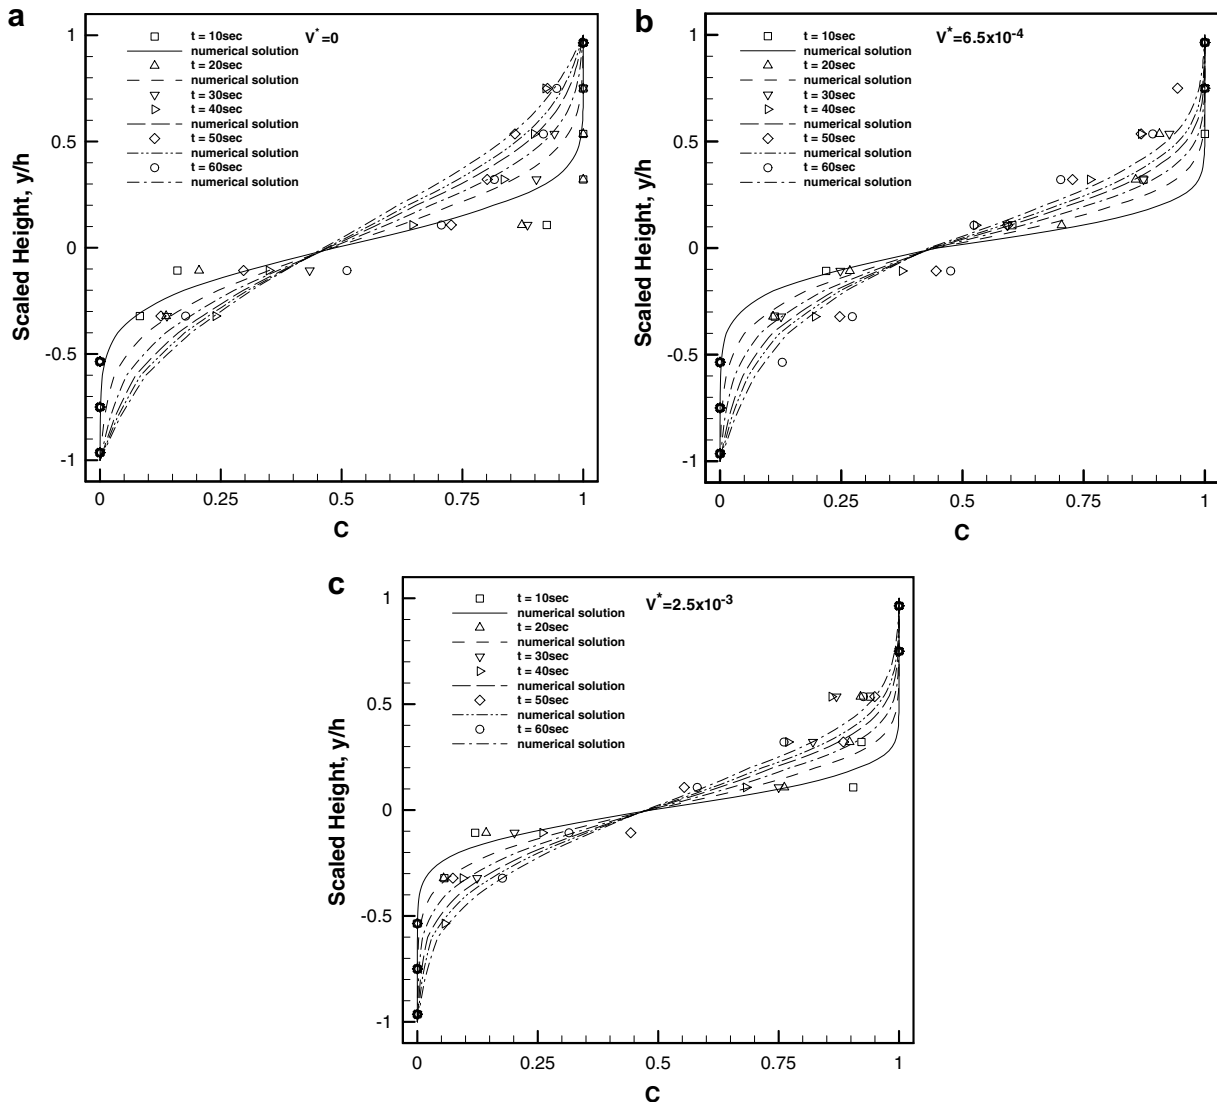 a
V*=0
t = 10sec
numerical solution
t = 20sec
numerical solution
t = 30sec
t = 40sec
numerical solution
t = 50sec
numerical solution
t = 60sec
numerical solution
Scaled Height, y/h
1
0.5
0
-0.5
-1
0
0.25
0.5
0.75
1
C
b
V*=6.5x10-4
t = 10sec
numerical solution
t = 20sec
numerical solution
t = 30sec
t = 40sec
numerical solution
t = 50sec
numerical solution
t = 60sec
numerical solution
Scaled Height, y/h
1
0.5
0
-0.5
-1
0
0.25
0.5
0.75
1
C
c
V*=2.5x10-3
t = 10sec
numerical solution
t = 20sec
numerical solution
t = 30sec
t = 40sec
numerical solution
t = 50sec
numerical solution
t = 60sec
numerical solution
Scaled Height, y/h
1
0.5
0
-0.5
-1
0
0.25
0.5
0.75
1
C